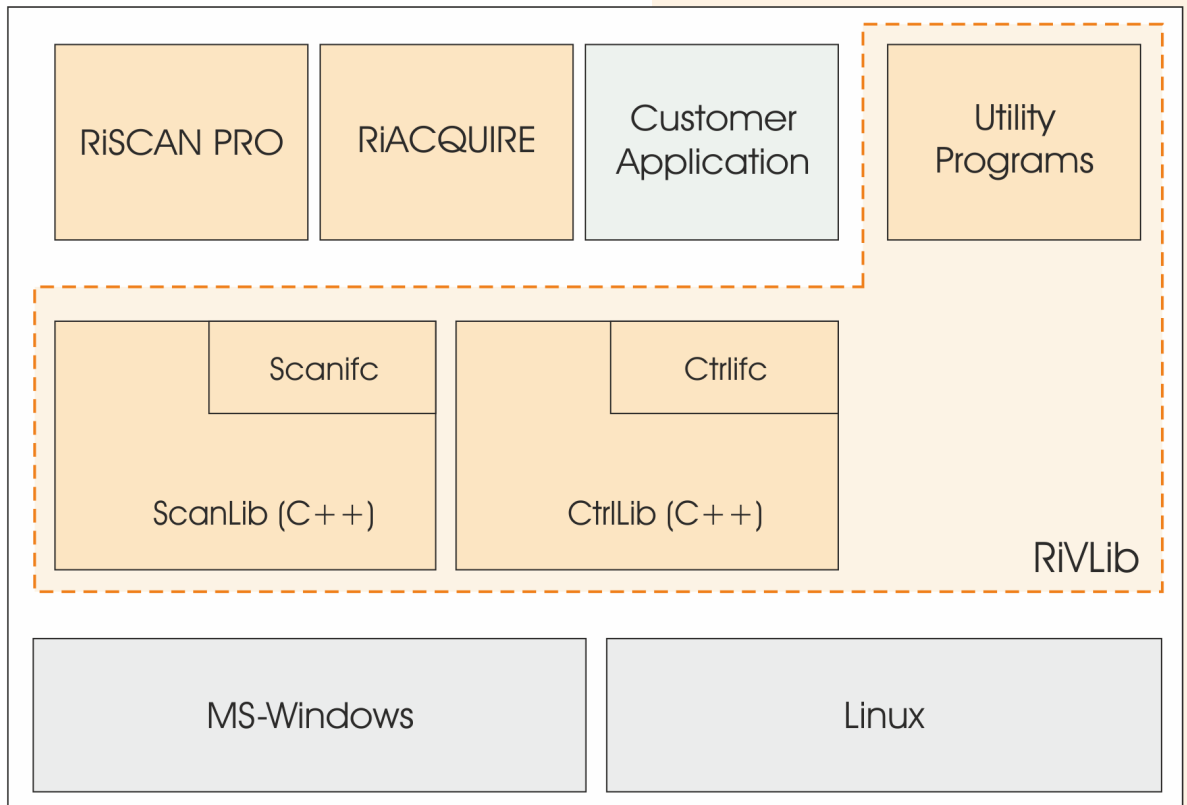 RiSCAN PRO
RiACQUIRE
Customer
Application
Utility
Programs
Scanifc
Ctrlifc
ScanLib (C++)
CtrlLib (C++)
RiVLib
MS-Windows
Linux